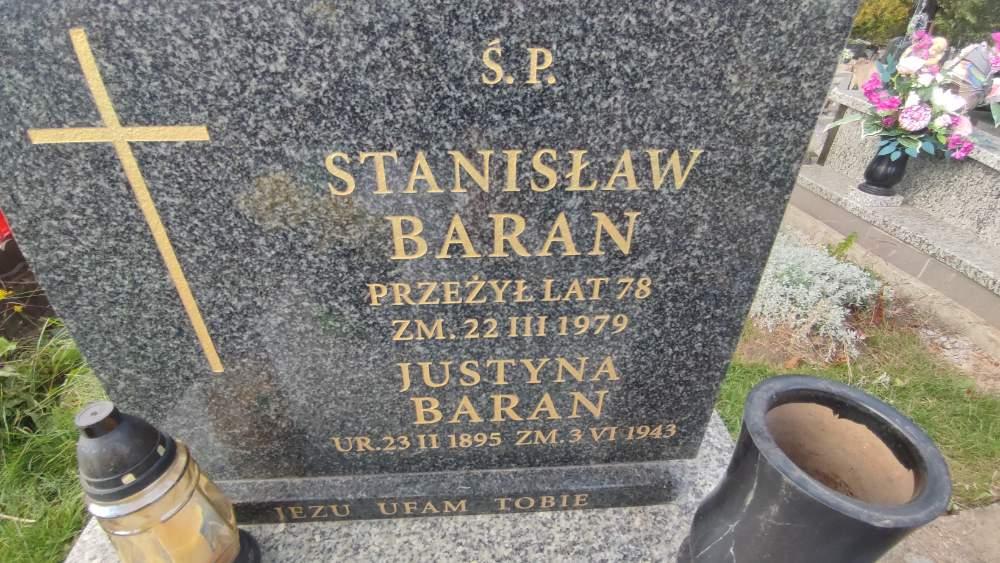 Ś. P.
STANISŁAW
BARAN
PRZEŻYŁ LAT 78
ZM. 22 III 1979
JUSTYNA
BARAN
UR. 23 II 1895 ZM. 3 VI 1943
JEZU UFAM TOBIE